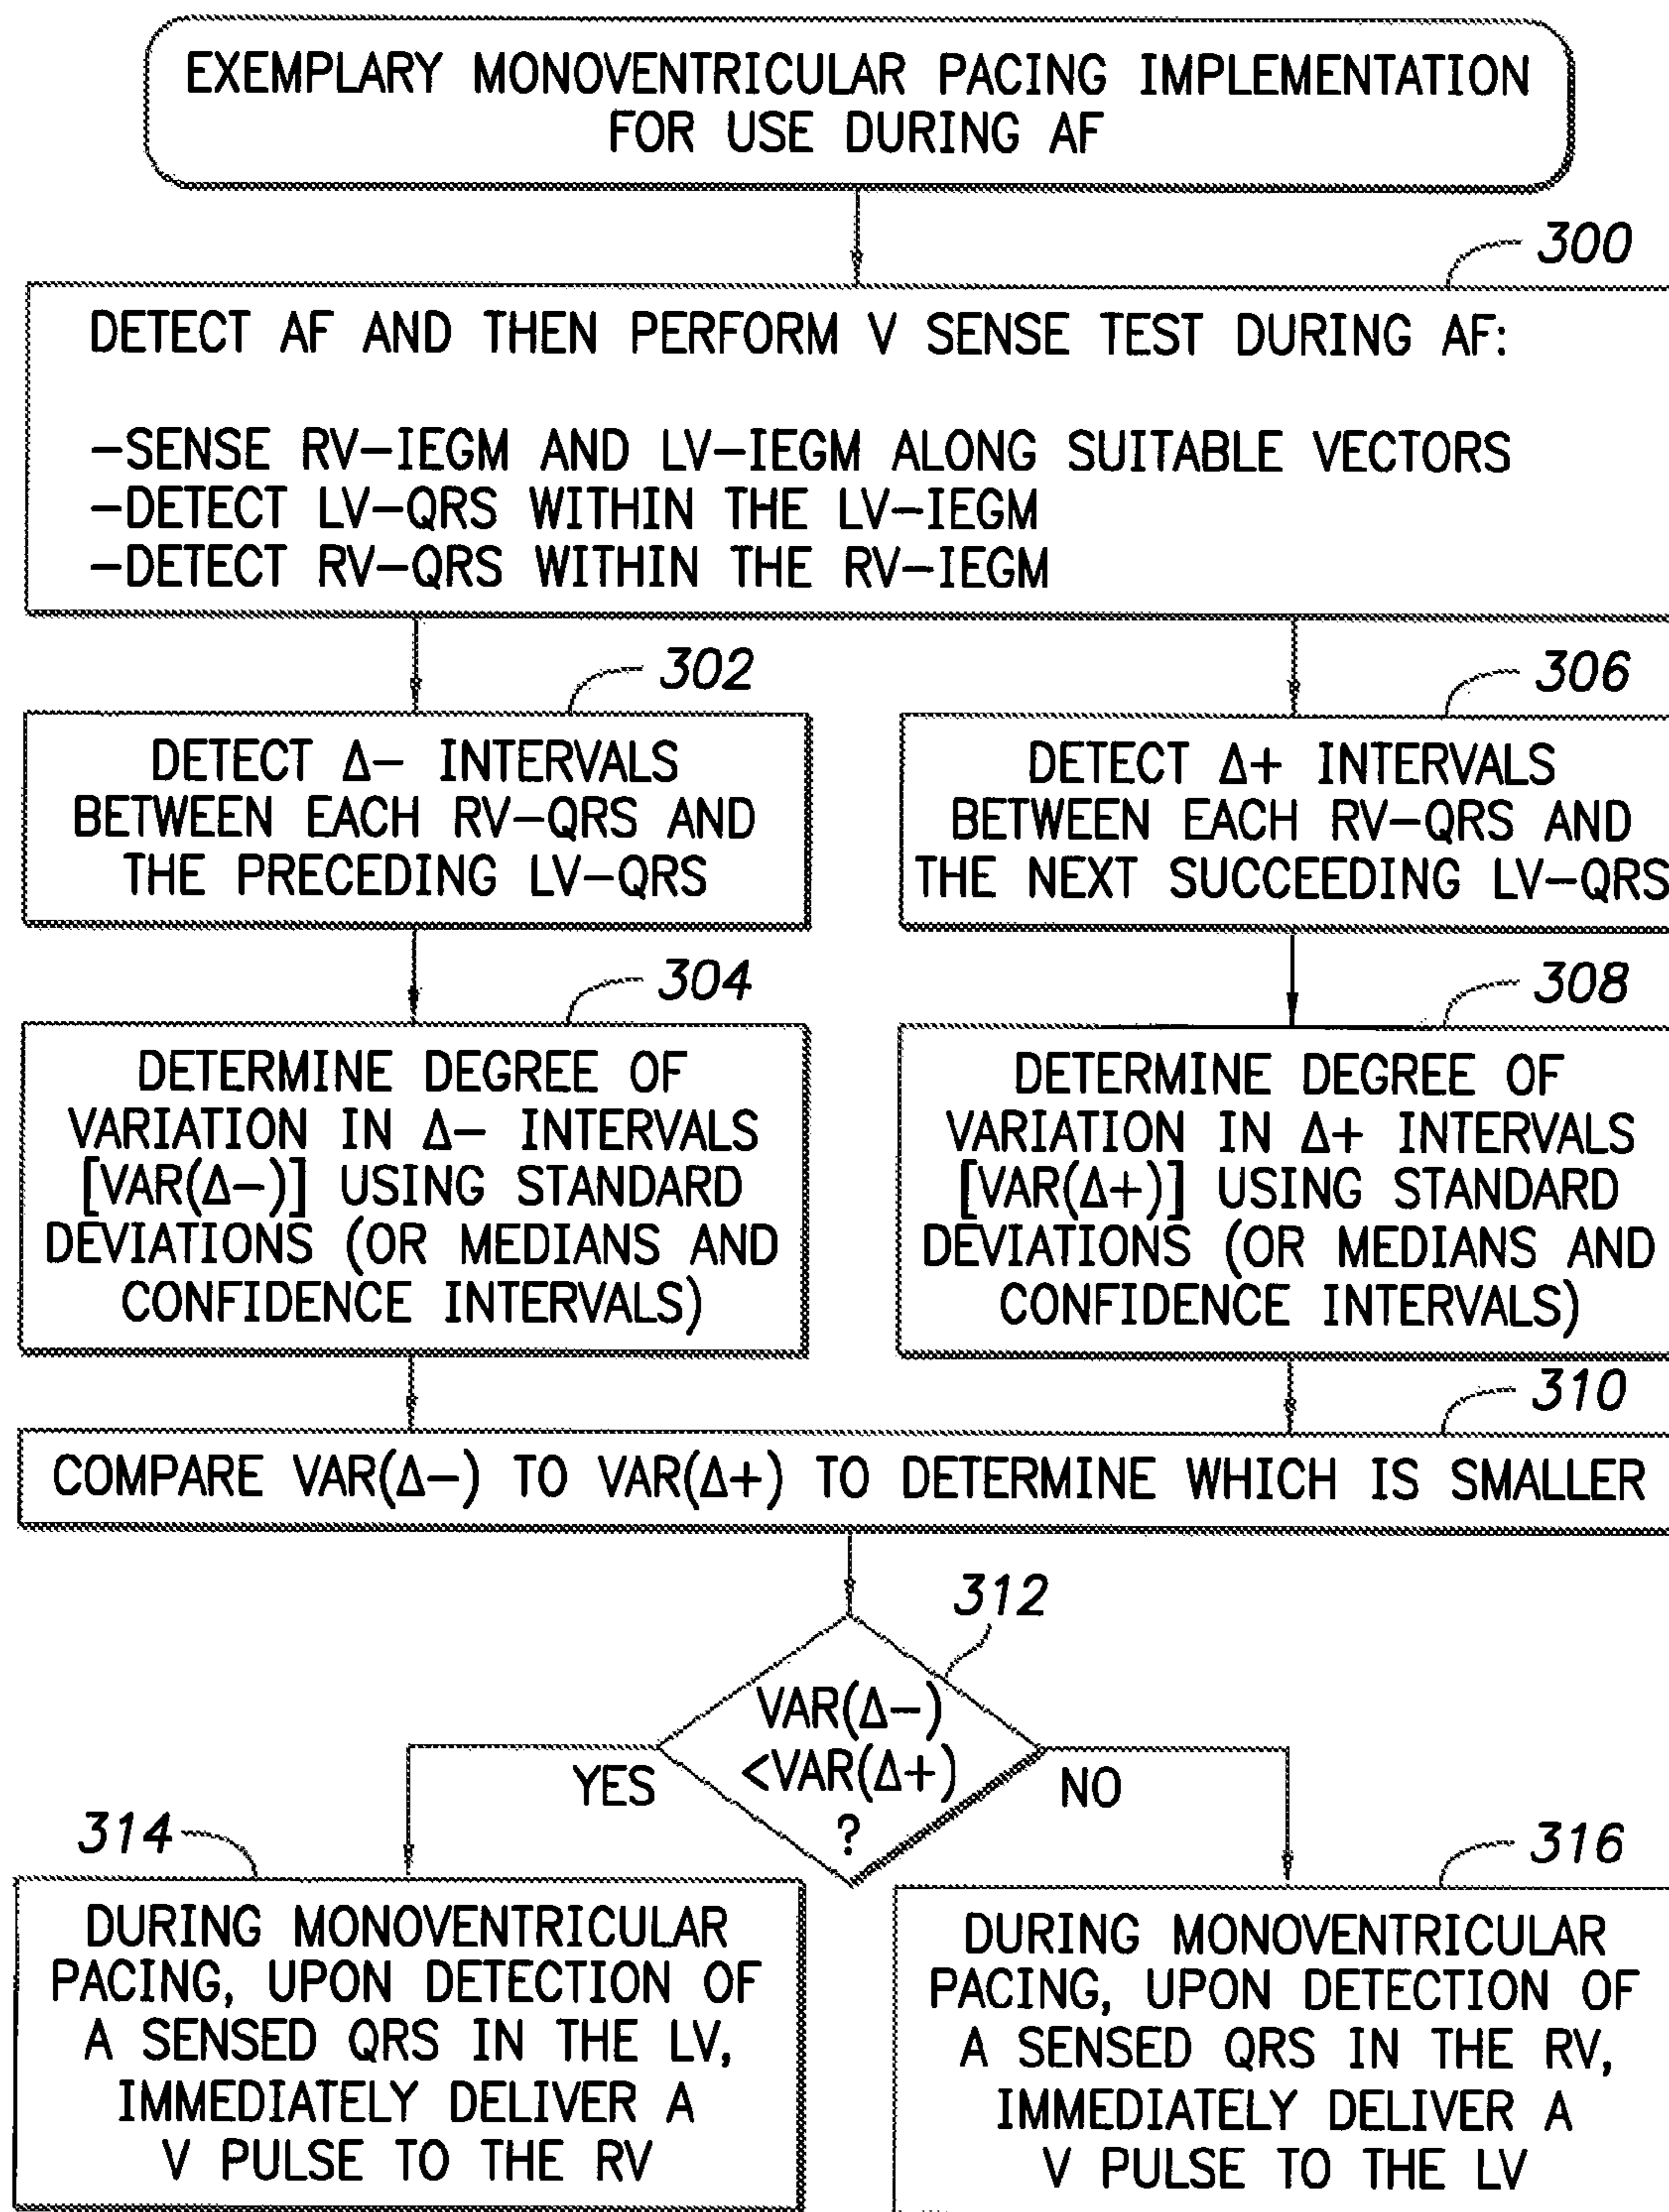 EXEMPLARY MONOVENTRICULAR PACING IMPLEMENTATION
FOR USE DURING AF
300
DETECT AF AND THEN PERFORM V SENSE TEST DURING AF:
–SENSE RV–IEGM AND LV–IEGM ALONG SUITABLE VECTORS
–DETECT LV–QRS WITHIN THE LV–IEGM
–DETECT RV–QRS WITHIN THE RV–IEGM
302
DETECT Δ– INTERVALS
BETWEEN EACH RV–QRS AND
THE PRECEDING LV–QRS
306
DETECT Δ+ INTERVALS
BETWEEN EACH RV–QRS AND
THE NEXT SUCCEEDING LV–QRS
304
DETERMINE DEGREE OF
VARIATION IN Δ– INTERVALS
[VAR(Δ–)] USING STANDARD
DEVIATIONS (OR MEDIANS AND
CONFIDENCE INTERVALS)
308
DETERMINE DEGREE OF
VARIATION IN Δ+ INTERVALS
[VAR(Δ+)] USING STANDARD
DEVIATIONS (OR MEDIANS AND
CONFIDENCE INTERVALS)
310
COMPARE VAR(Δ–) TO VAR(Δ+) TO DETERMINE WHICH IS SMALLER
312
VAR(Δ–)
<VAR(Δ+)
?
YES
NO
314
DURING MONOVENTRICULAR
PACING, UPON DETECTION OF
A SENSED QRS IN THE LV,
IMMEDIATELY DELIVER A
V PULSE TO THE RV
316
DURING MONOVENTRICULAR
PACING, UPON DETECTION OF
A SENSED QRS IN THE RV,
IMMEDIATELY DELIVER A
V PULSE TO THE LV